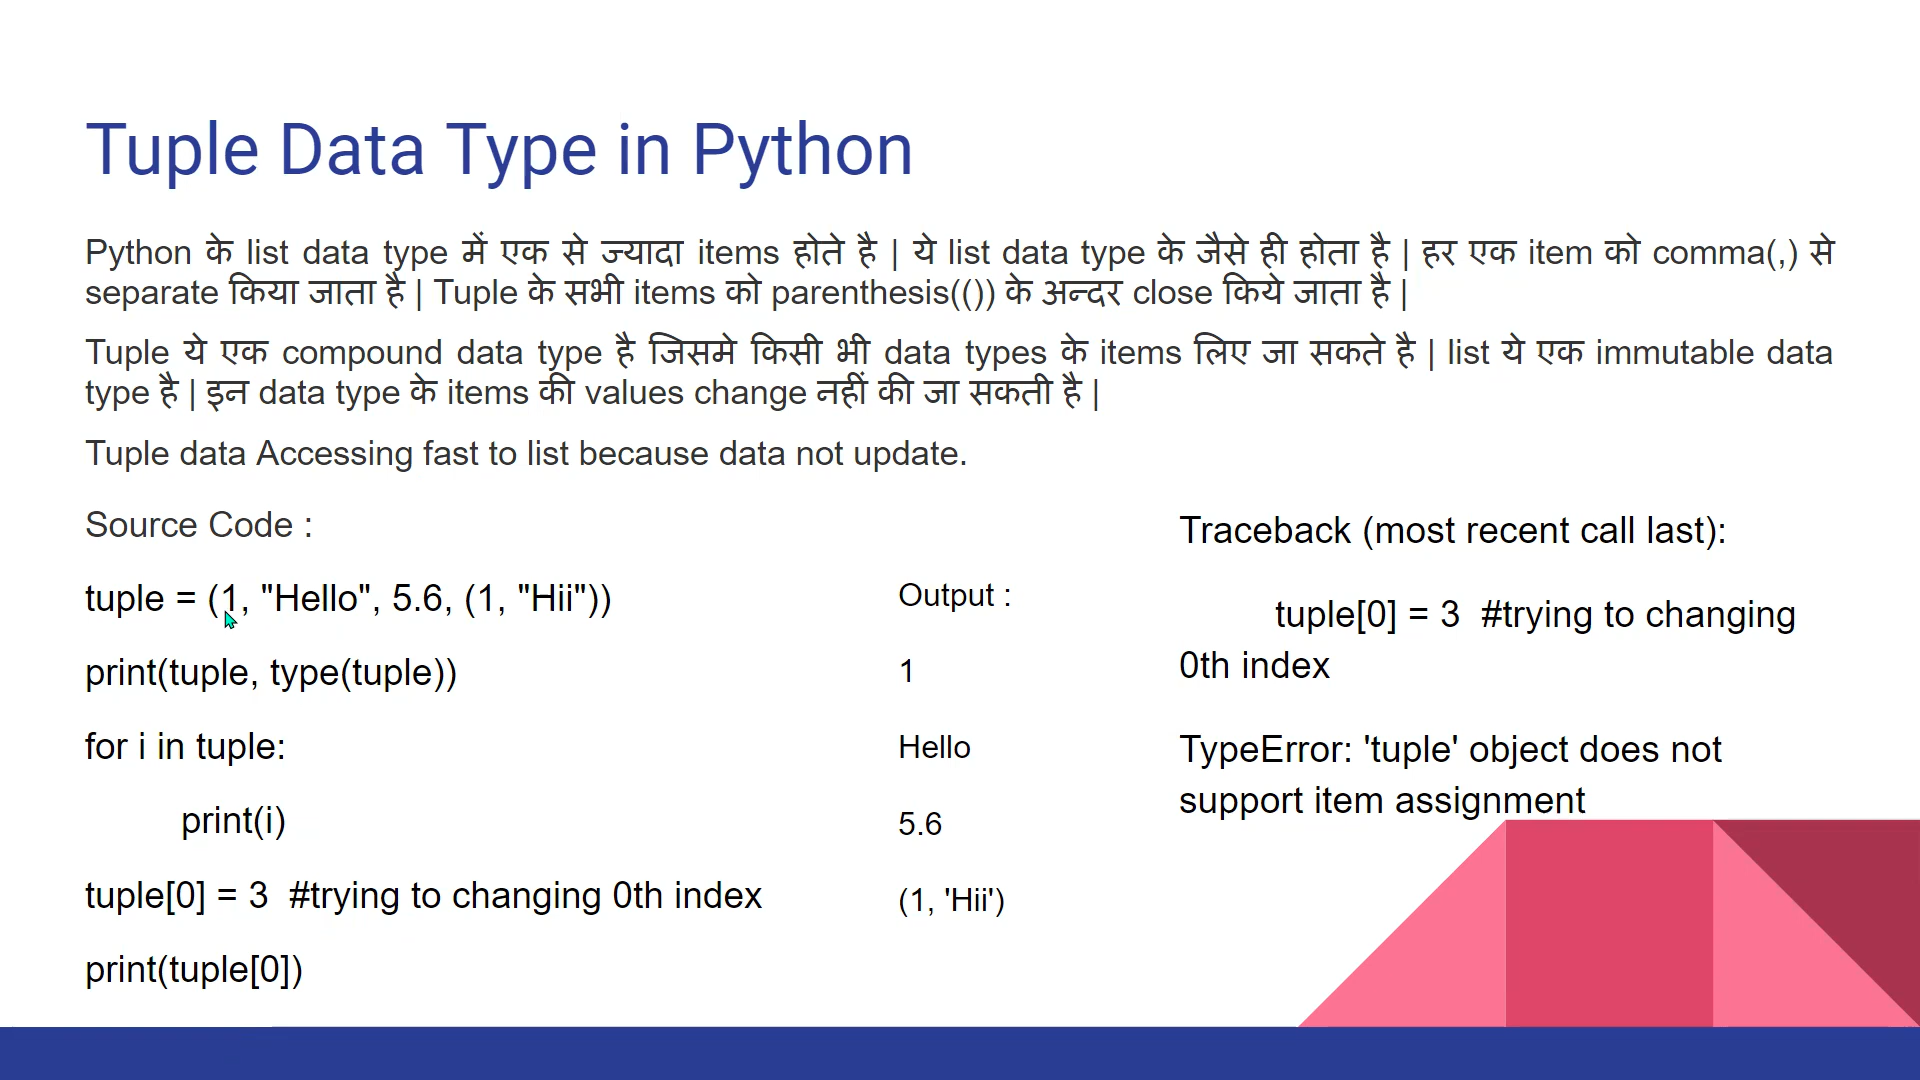 Tuple Data Type in Python
Python के list data type में एक से ज्यादा items होते है | ये list data type के जैसे ही होता है | हर एक item को comma(,) से
separate किया जाता है | Tuple के सभी items को parenthesis(()) के अन्दर close किये जाता है |
Tuple ये एक compound data type है जिसमे किसी भी data types के items लिए जा सकते है | list ये एक immutable data
type है | इन data type के items की values change नहीं की जा सकती है |
Tuple data Accessing fast to list because data not update.
Source Code :
tuple = (1, "Hello", 5.6, (1, "Hii"))
print(tuple, type(tuple))
for i in tuple:
print(i)
tuple[0] = 3  #trying to changing 0th index
print(tuple[0])
Output :
1
Hello
5.6
(1, 'Hii')
Traceback (most recent call last):
tuple[0] = 3  #trying to changing
0th index
TypeError: 'tuple' object does not
support item assignment